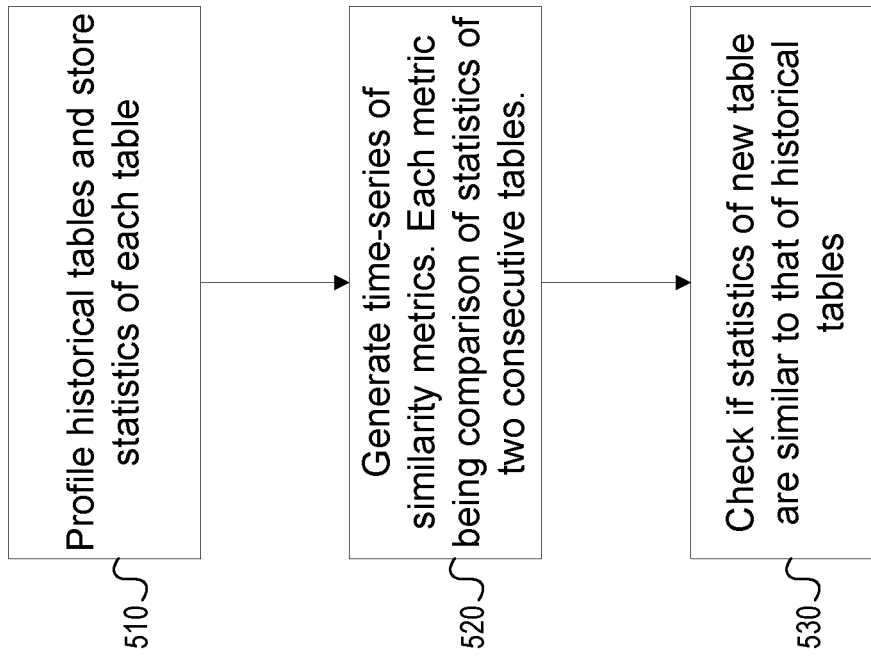 Profile historical tables and store
statistics of each table
510
Generate time-series of
similarity metrics. Each metric
being comparison of statistics of
two consecutive tables.
520
Check if statistics of new table
are similar to that of historical
tables
530